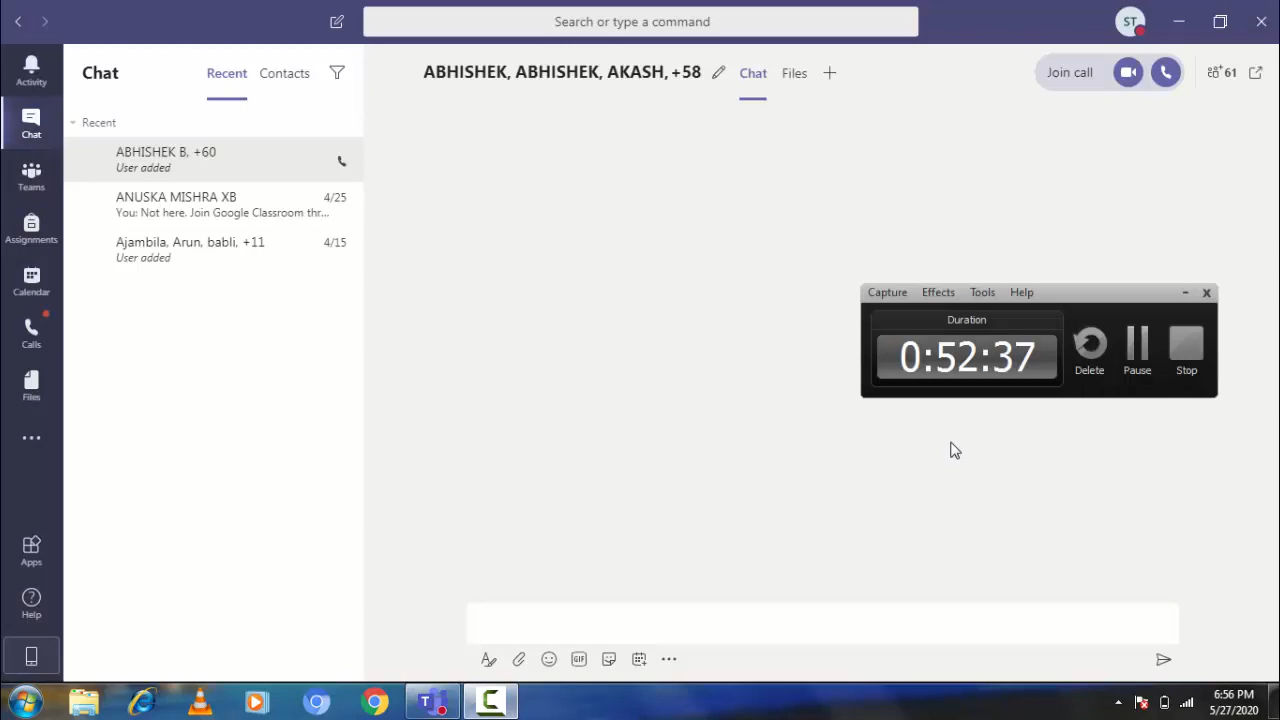 Search or type a command
ST
Activity
Chat
Teams
Assignments
Calendar
Calls
Files
Apps
Help
Chat
Recent
Contacts
Recent
ABHISHEK B, +60
User added
ANUSKA MISHRA XB
4/25
You: Not here. Join Google Classroom thr...
Ajambila, Arun, babli, +11
4/15
User added
ABHISHEK, ABHISHEK, AKASH, +58
Chat
Files
Join call
61
Capture
Effects
Tools
Help
Duration
0:52:37
Delete
Pause
Stop
GIF
6:56 PM
5/27/2020